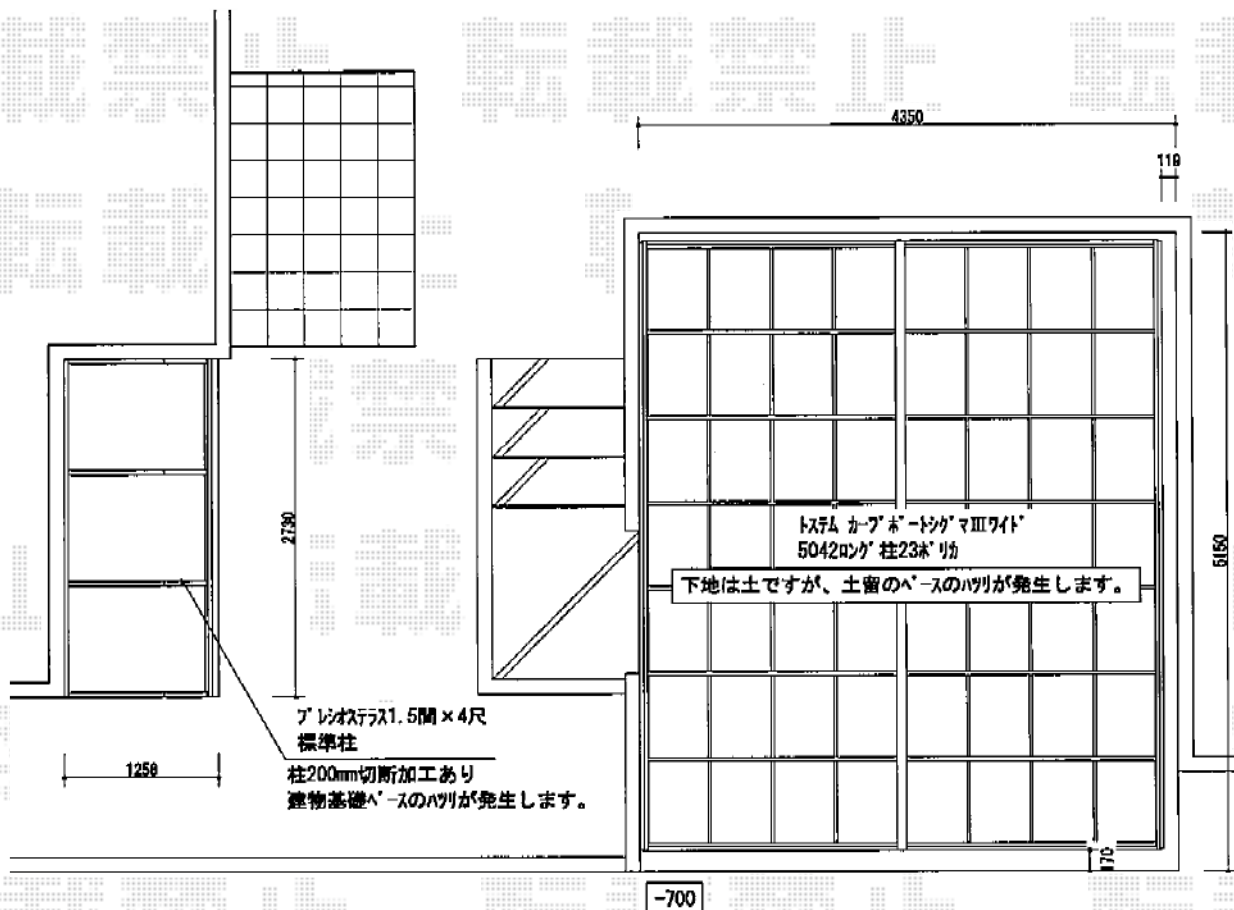 転載禁止
4350
119
トステム カーブポートシグマIIIワイド
5042ロング 柱23ポリカ
下地は土ですが、土留のベースのハツリが発生します。
5150
2730
プレシオステラス1.5間×4尺
標準柱
柱200mm切断加工あり
建物基礎ベースのハツリが発生します。
1258
170
-700